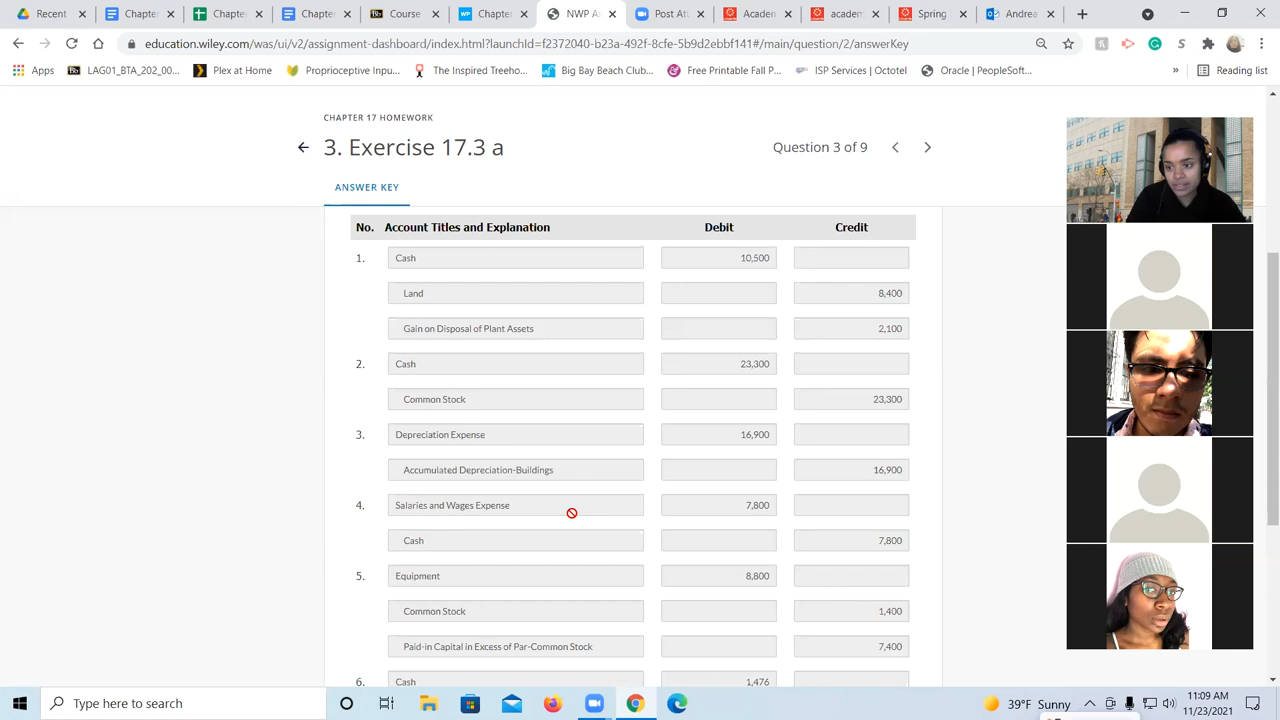 Recent
Chapter
Chapter
Course
Chapter
NWP As
Post Att
Academ
academ
Spring
Andrea
education.wiley.com/was/ui/v2/assignment-dashboard/index.html?launchId=f2372040-b23a-492f-8cfe-5b9d2ebbf141#/main/question/2/answerKey
Apps
LAG01_BTA_202_00...
Plex at Home
Proprioceptive Inpu...
The Inspired Treeho...
Big Bay Beach Club...
Free Printable Fall P...
ISP Services | Octotel
Oracle | PeopleSoft...
»
Reading list
CHAPTER 17 HOMEWORK
3. Exercise 17.3 a
Question 3 of 9
ANSWER KEY
No. Account Titles and Explanation Debit Credit
1. Cash 10,500
Land 8,400
Gain on Disposal of Plant Assets 2,100
2. Cash 23,300
Common Stock 23,300
3. Depreciation Expense 16,900
Accumulated Depreciation-Buildings 16,900
4. Salaries and Wages Expense 7,800
Cash 7,800
5. Equipment 8,800
Common Stock 1,400
Paid-in Capital in Excess of Par-Common Stock 7,400
6. Cash 1,476
Type here to search
39°F Sunny
11:09 AM
11/23/2021